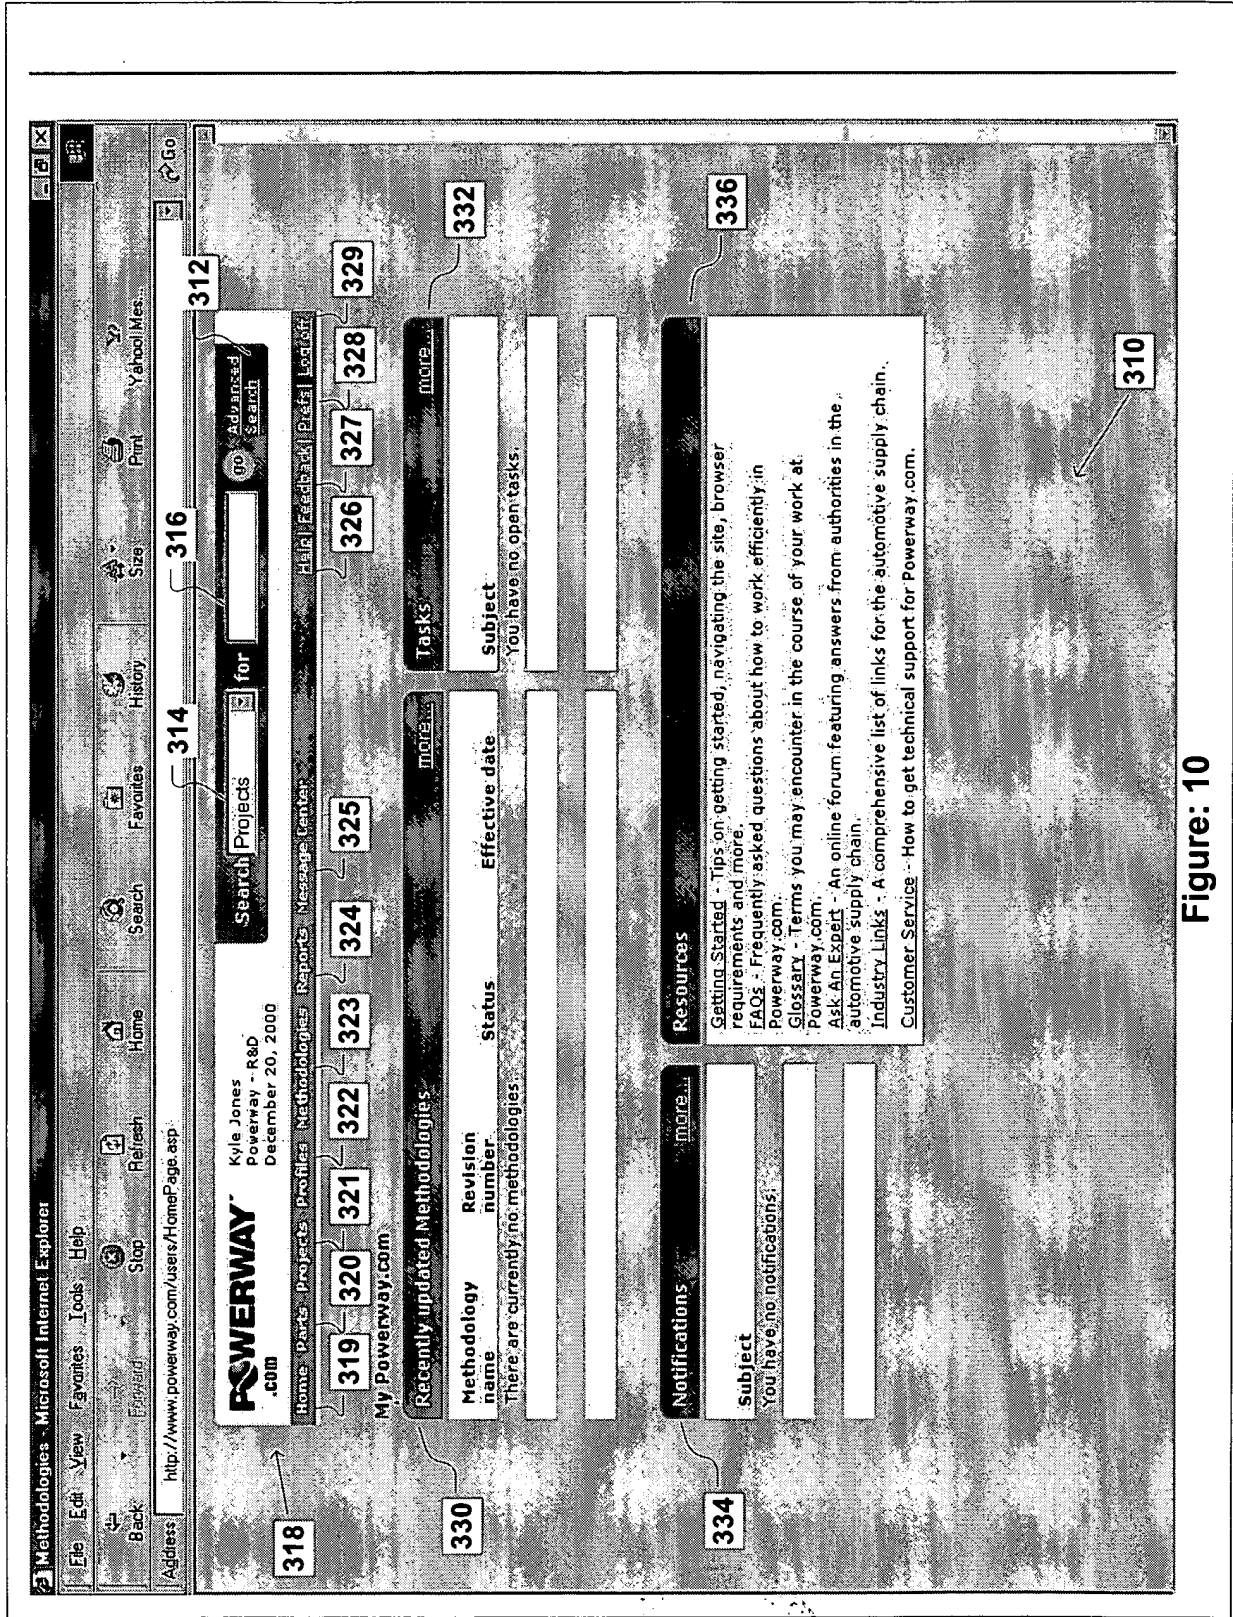 Methodologies - Microsoft Internet Explorer
File Edit View Favorites Tools Help
Back Forward Stop Refresh Home Search Favorites History Size Print Yahoo! Mes...
Address http://www.powerway.com/users/HomePage.asp Go
314 316 312
POWERWAY
.com
Kyle Jones
Powerway - R&D
December 20, 2000
Search Projects for go Advanced
Search
318
Home Parts Projects Profiles Methodologies Reports Message Center Help | Feedback | Prefs | Log off
319 320 321 322 323 324 325 326 327 328 329
My Powerway.com
330
Recently updated Methodologies more...
Methodology
name
Revision
number
Status
Effective date
There are currently no methodologies.
332
Tasks more...
Subject
You have no open tasks.
334
Notifications more...
Subject
You have no notifications.
336
Resources
Getting Started - Tips on getting started, navigating the site, browser
requirements and more.
FAQs - Frequently asked questions about how to work efficiently in
Powerway.com.
Glossary - Terms you may encounter in the course of your work at
Powerway.com.
Ask An Expert - An online forum featuring answers from authorities in the
automotive supply chain.
Industry Links - A comprehensive list of links for the automotive supply chain.
Customer Service - How to get technical support for Powerway.com.
310
Figure: 10